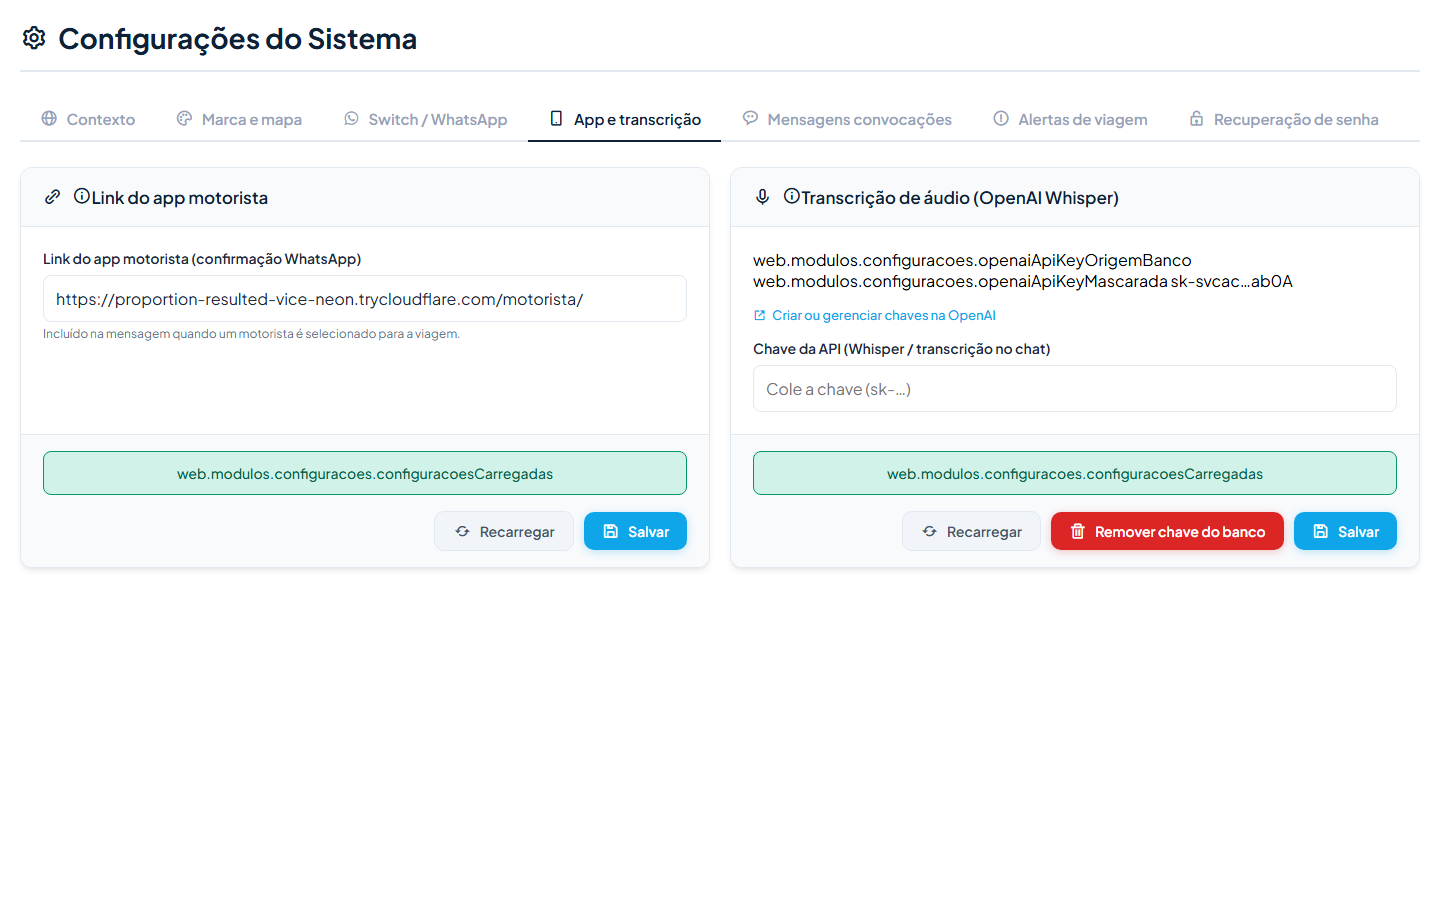 Configurações do Sistema
Contexto
Marca e mapa
Switch / WhatsApp
App e transcrição
Mensagens convocações
Alertas de viagem
Recuperação de senha
Link do app motorista
Link do app motorista (confirmação WhatsApp)
https://proportion-resulted-vice-neon.trycloudflare.com/motorista/
Incluído na mensagem quando um motorista é selecionado para a viagem.
web.modulos.configuracoes.configuracoesCarregadas
Recarregar
Salvar
Transcrição de áudio (OpenAI Whisper)
web.modulos.configuracoes.openaiApiKeyOrigemBanco
web.modulos.configuracoes.openaiApiKeyMascarada sk-svcac…ab0A
Criar ou gerenciar chaves na OpenAI
Chave da API (Whisper / transcrição no chat)
Cole a chave (sk-…)
web.modulos.configuracoes.configuracoesCarregadas
Recarregar
Remover chave do banco
Salvar